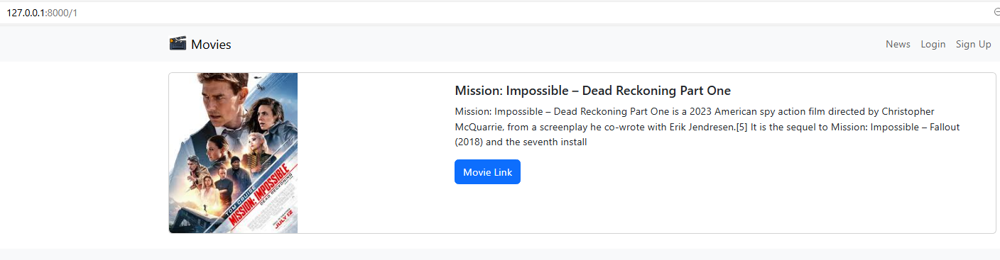 127.0.0.1:8000/1
Movies
News Login Sign Up
Mission: Impossible – Dead Reckoning Part One
Mission: Impossible – Dead Reckoning Part One is a 2023 American spy action film directed by Christopher
McQuarrie, from a screenplay he co-wrote with Erik Jendresen.[5] It is the sequel to Mission: Impossible – Fallout
(2018) and the seventh install
Movie Link
TOM CRUISE
MISSION: IMPOSSIBLE
DEAD RECKONING
JULY 12